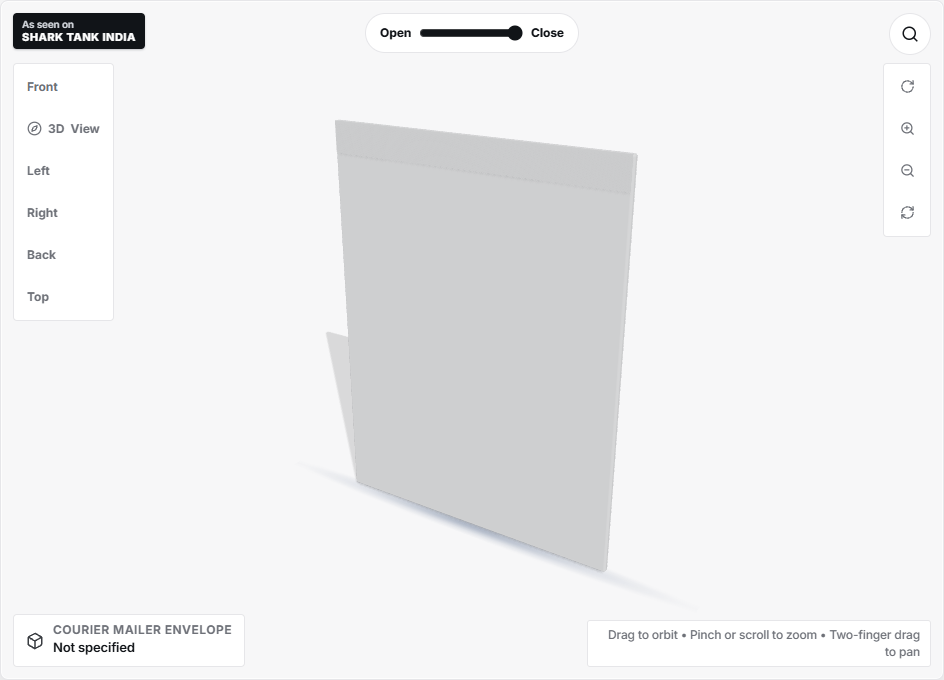 As seen on
SHARK TANK INDIA
Open
Close
Front
3D View
Left
Right
Back
Top
COURIER MAILER ENVELOPE
Not specified
Drag to orbit • Pinch or scroll to zoom • Two-finger drag
to pan